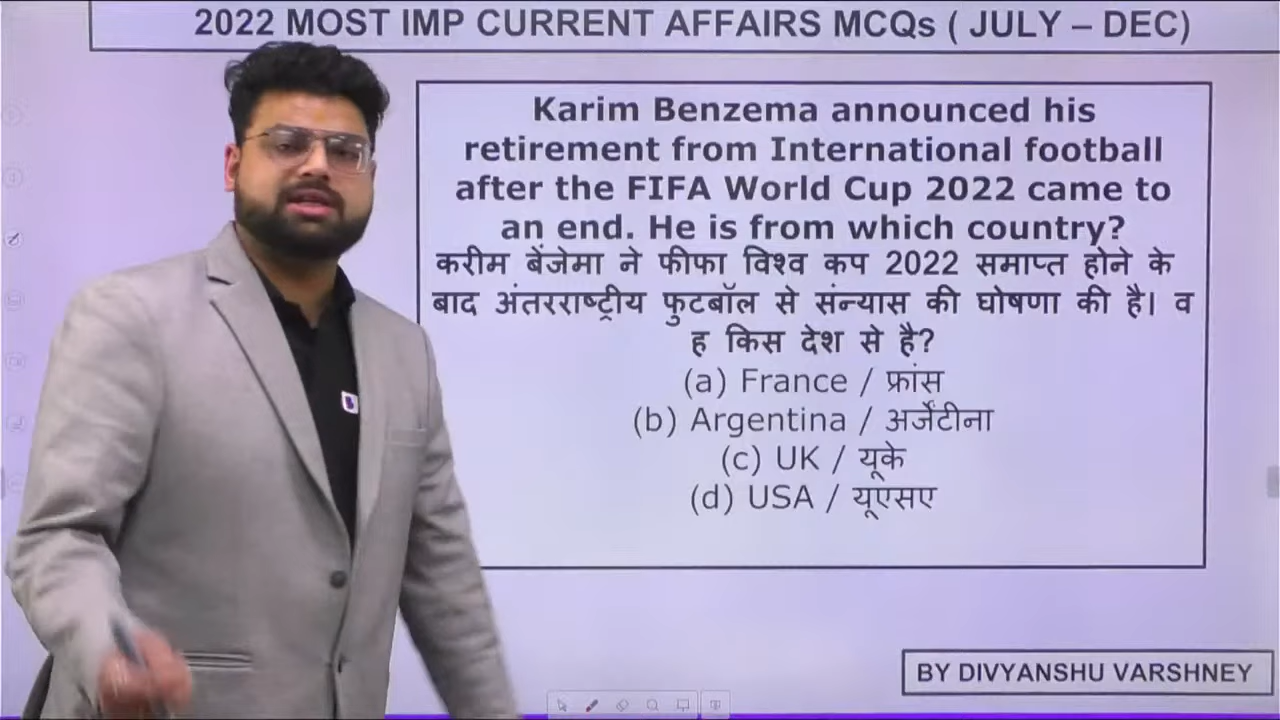 2022 MOST IMP CURRENT AFFAIRS MCQs ( JULY – DEC)
Karim Benzema announced his
retirement from International football
after the FIFA World Cup 2022 came to
an end. He is from which country?
करीम बेंजेमा ने फीफा विश्व कप 2022 समाप्त होने के
बाद अंतरराष्ट्रीय फुटबॉल से संन्यास की घोषणा की है। व
ह किस देश से है?
(a) France / फ्रांस
(b) Argentina / अर्जेंटीना
(c) UK / यूके
(d) USA / यूएसए
BY DIVYANSHU VARSHNEY